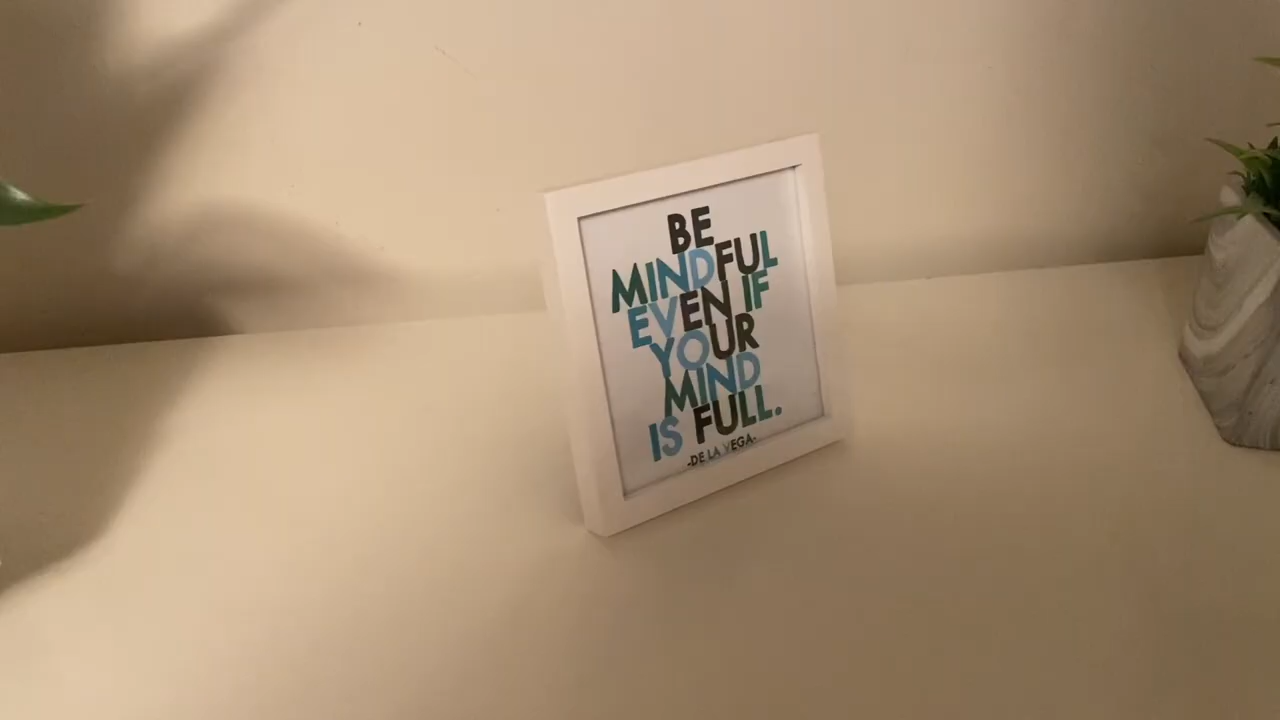 BE
MINDFUL
EVEN IF
YOUR
MIND
IS FULL.
-DE LA VEGA-